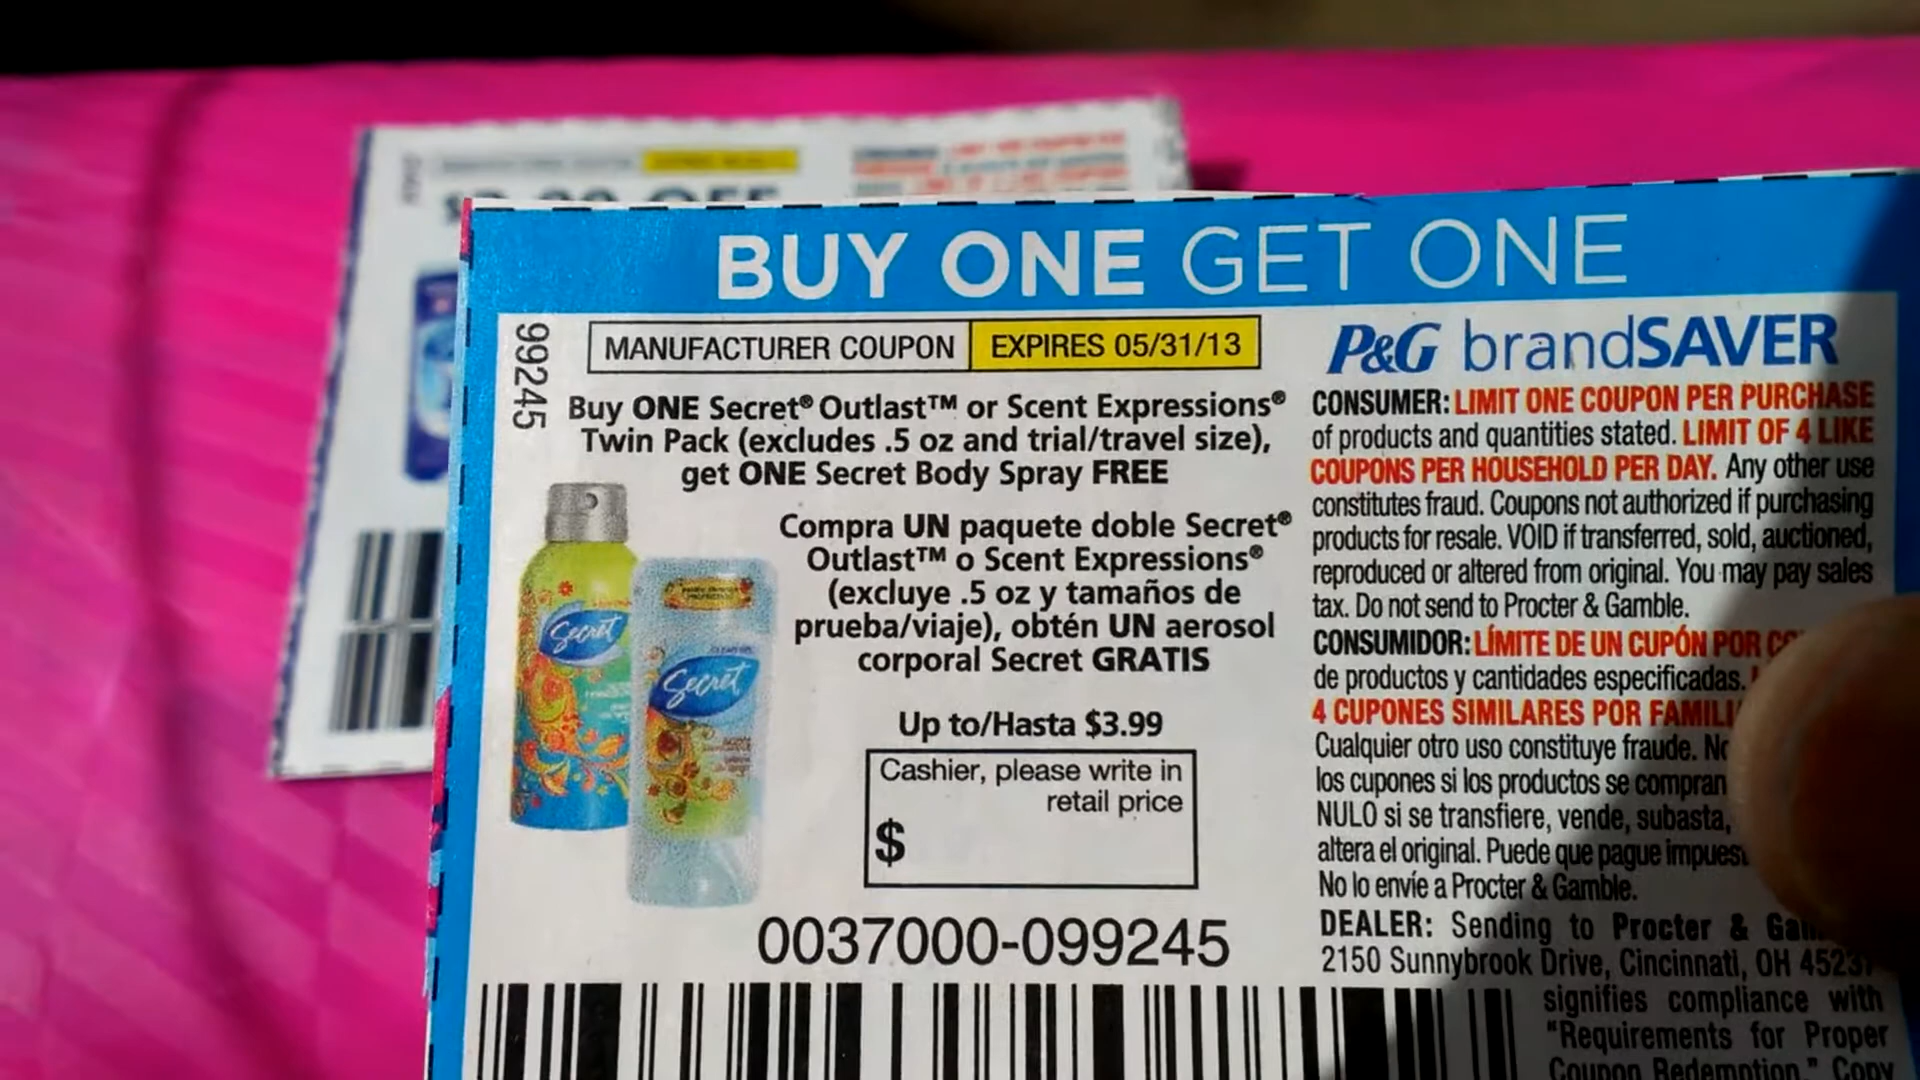 BUY ONE GET ONE
99245
MANUFACTURER COUPON EXPIRES 05/31/13
P&G brandSAVER
Buy ONE Secret® Outlast™ or Scent Expressions®
Twin Pack (excludes .5 oz and trial/travel size),
get ONE Secret Body Spray FREE
Compra UN paquete doble Secret®
Outlast™ o Scent Expressions®
(excluye .5 oz y tamaños de
prueba/viaje), obtén UN aerosol
corporal Secret GRATIS
Secret
Secret
Up to/Hasta $3.99
Cashier, please write in
retail price
$
0037000-099245
CONSUMER: LIMIT ONE COUPON PER PURCHASE
of products and quantities stated. LIMIT OF 4 LIKE
COUPONS PER HOUSEHOLD PER DAY. Any other use
constitutes fraud. Coupons not authorized if purchasing
products for resale. VOID if transferred, sold, auctioned,
reproduced or altered from original. You may pay sales
tax. Do not send to Procter & Gamble.
CONSUMIDOR: LÍMITE DE UN CUPÓN POR
de productos y cantidades especificadas.
4 CUPONES SIMILARES POR
Cualquier otro uso constituye fraude.
los cupones si los productos se compran
NULO si se transfiere, vende, subasta,
altera el original. Puede que pague
No lo envíe a Procter & Gamble.
DEALER: Sending to Procter &
2150 Sunnybrook Drive, Cincinnati, OH
signifies compliance with
"Requirements for Proper
Coupon Redemption." Copy